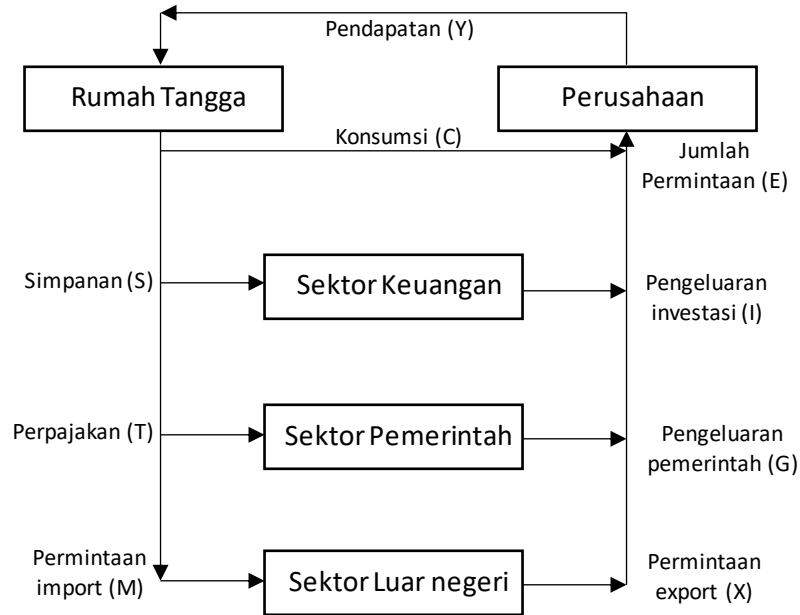 Pendapatan (Y)
Rumah Tangga
Perusahaan
Konsumsi (C)
Jumlah
Permintaan (E)
Simpanan (S)
Sektor Keuangan
Pengeluaran
investasi (I)
Perpajakan (T)
Sektor Pemerintah
Pengeluaran
pemerintah (G)
Permintaan
import (M)
Sektor Luar negeri
Permintaan
export (X)